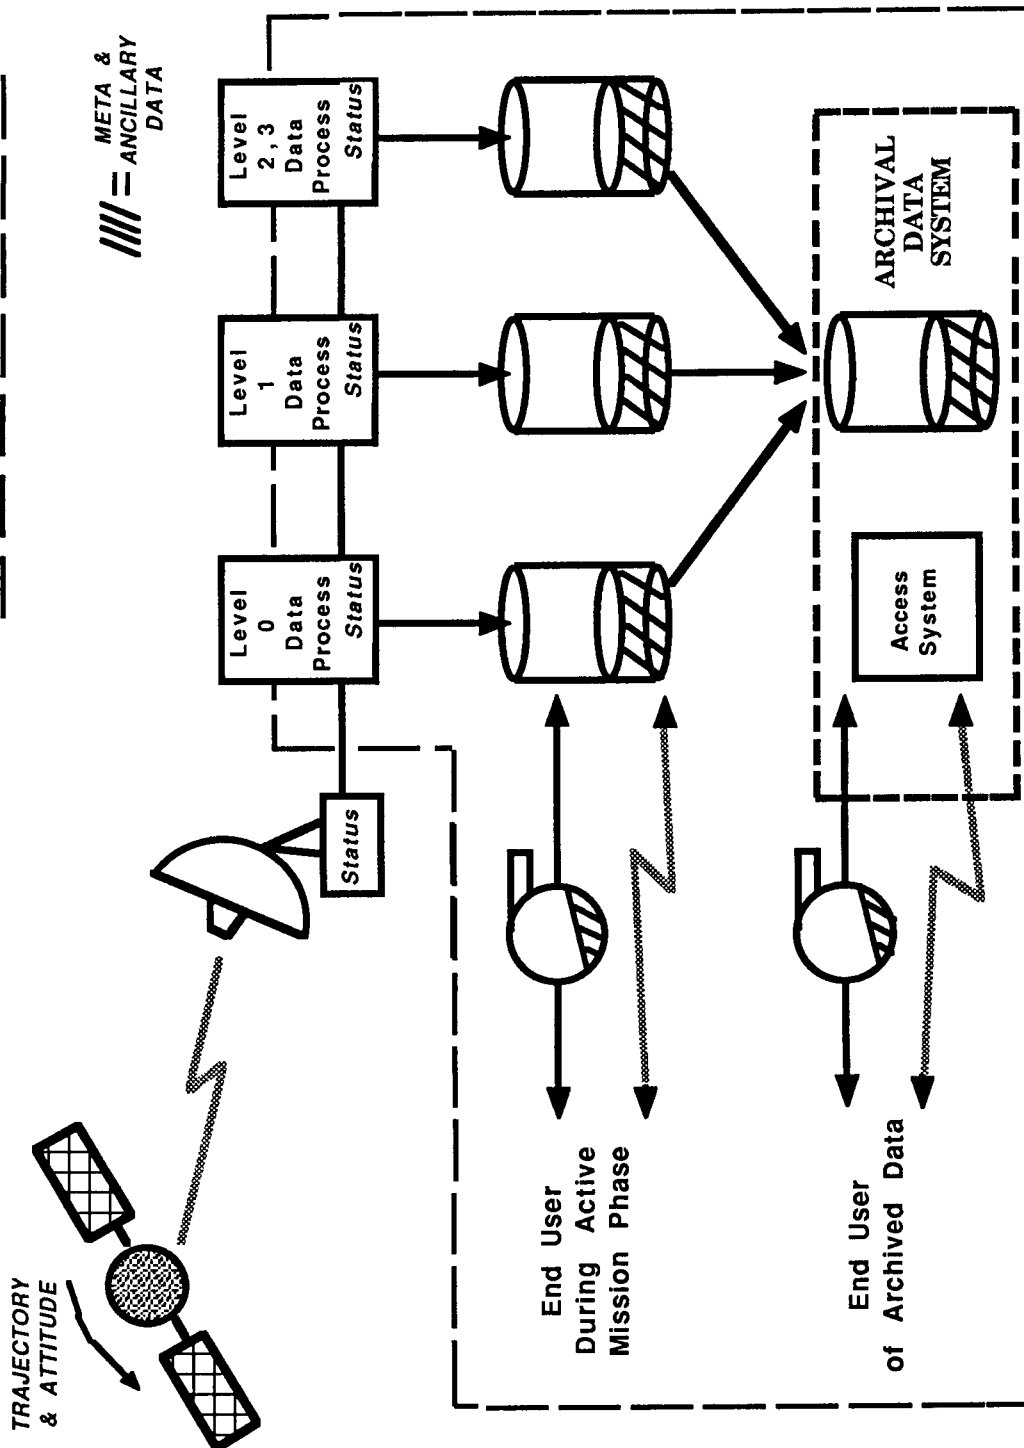 TRAJECTORY
& ATTITUDE
//// = META &
ANCILLARY
DATA
Status
Level
0
Data
Process
Status
Level
1
Data
Process
Status
Level
2,3
Data
Process
Status
End User
During Active
Mission Phase
End User
of Archived Data
Access
System
ARCHIVAL
DATA
SYSTEM